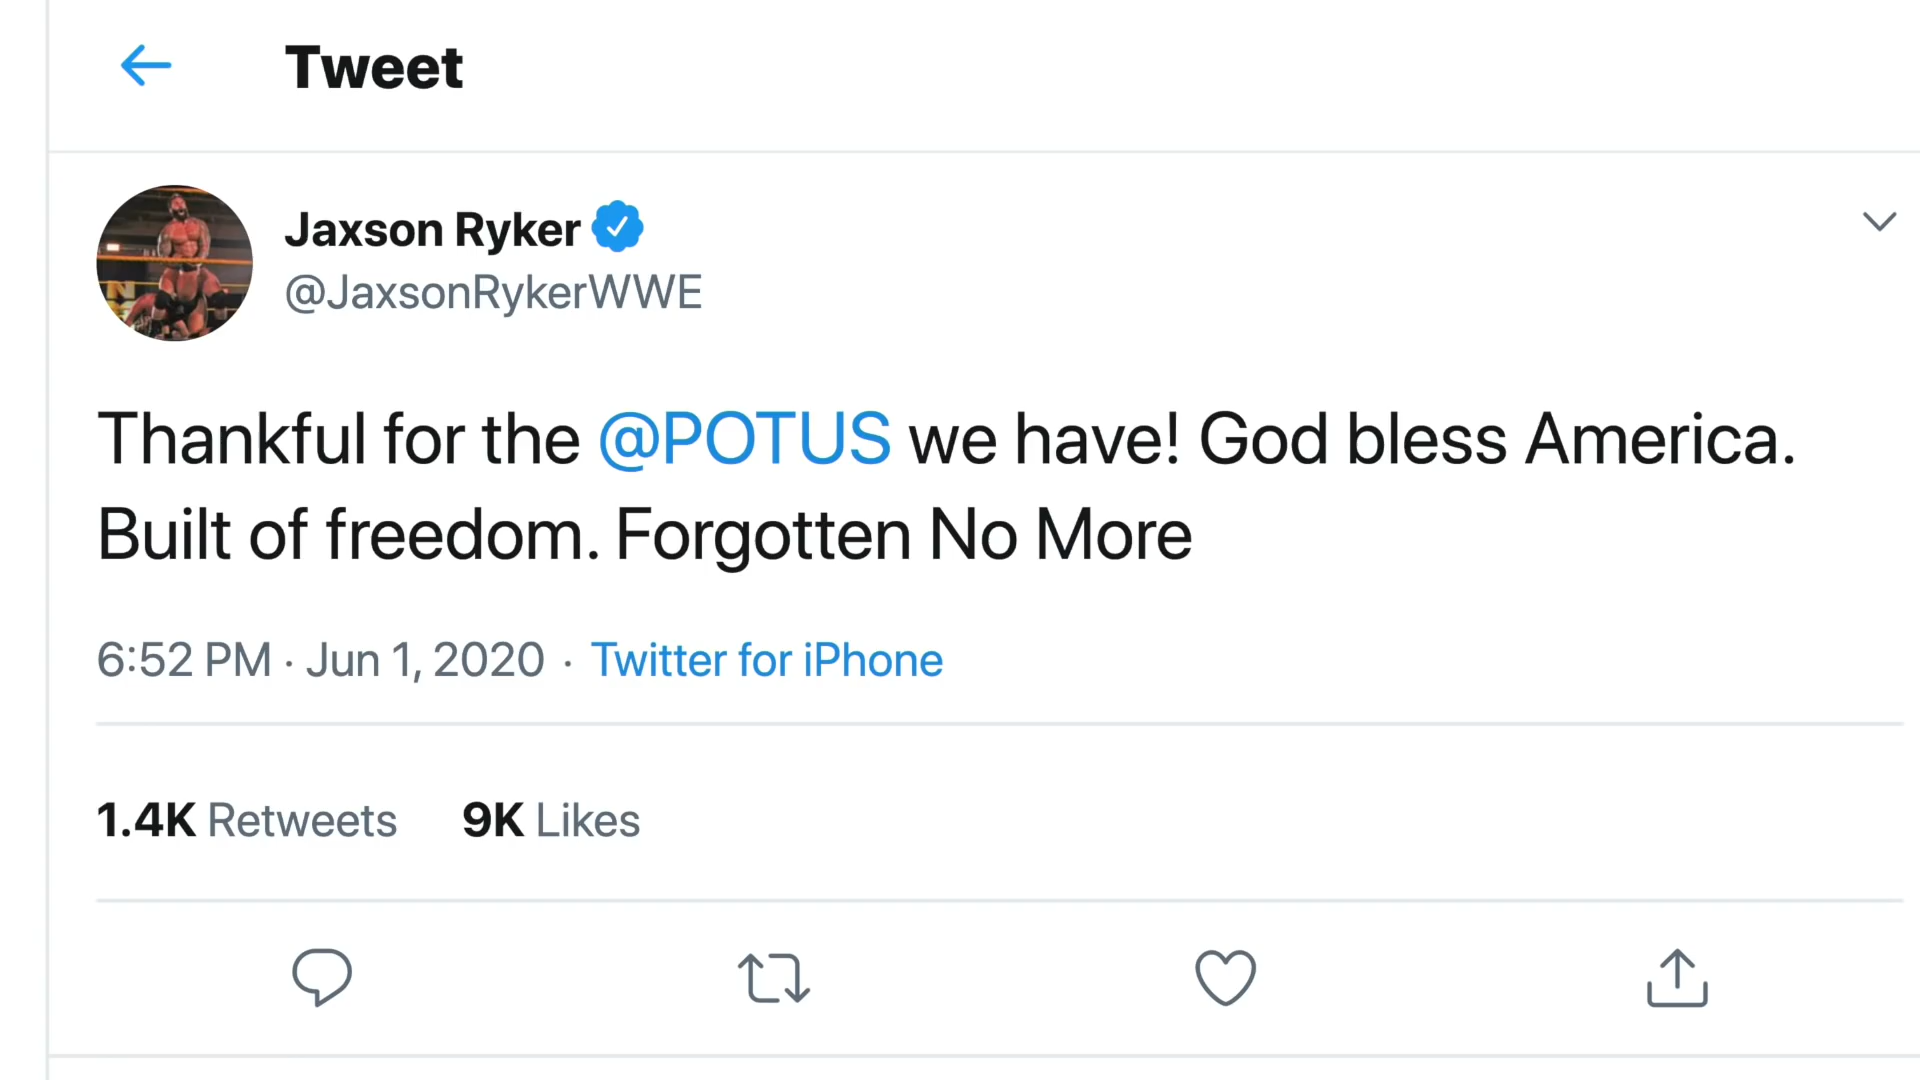 Tweet
Jaxson Ryker
@JaxsonRykerWWE
Thankful for the @POTUS we have! God bless America.
Built of freedom. Forgotten No More
6:52 PM · Jun 1, 2020 · Twitter for iPhone
1.4K Retweets 9K Likes